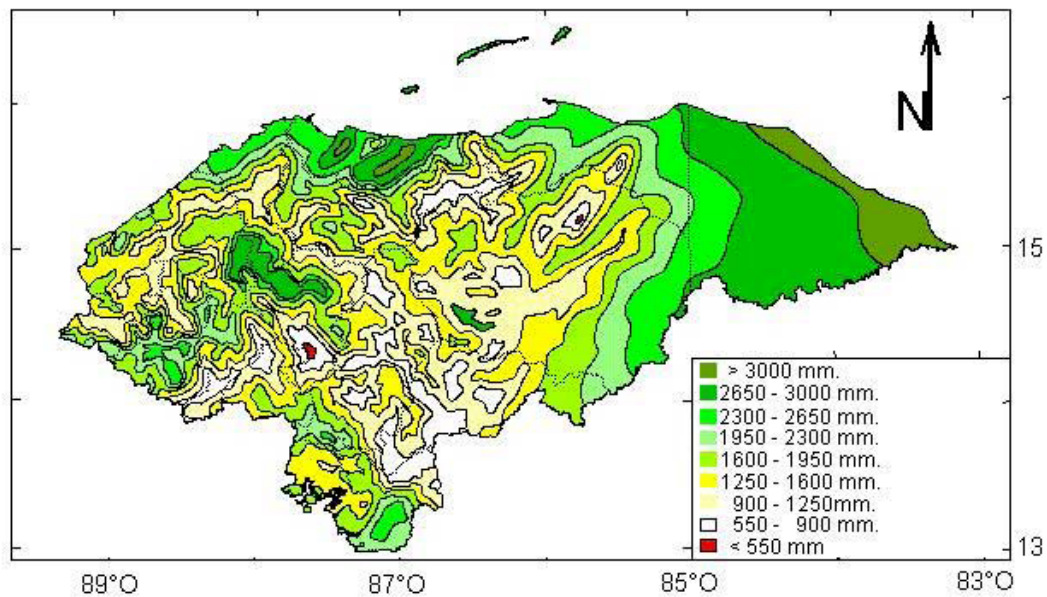 N
15
> 3000 mm.
2650 - 3000 mm.
2300 - 2650 mm.
1950 - 2300 mm.
1600 - 1950 mm.
1250 - 1600 mm.
900 - 1250mm.
550 - 900 mm.
< 550 mm
13
89°O 87°O 85°O 83°O